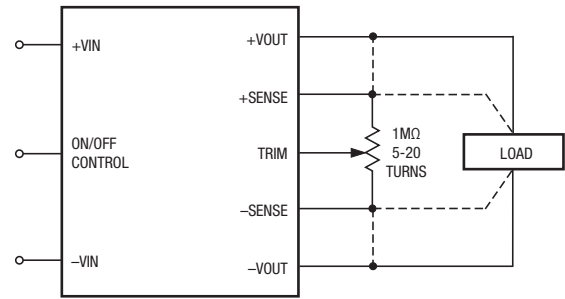 +VIN
ON/OFF
CONTROL
–VIN
+VOUT
+SENSE
TRIM
–SENSE
–VOUT
1MΩ
5-20
TURNS
LOAD